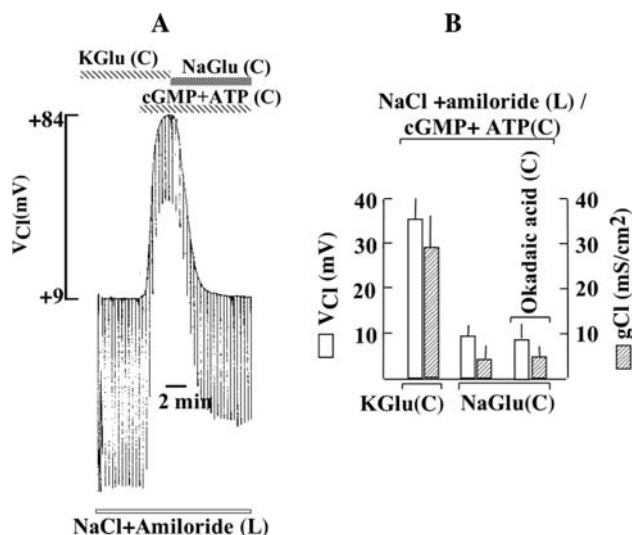 A
KGlu (C)
NaGlu (C)
cGMP+ATP (C)
+84
VCl(mV)
+9
2 min
NaCl+Amiloride (L)
B
NaCl +amiloride (L) /
cGMP+ ATP(C)
Okadaic acid (C)
40
30
20
10
VCl (mV)
40
30
20
10
gCl (mS/cm2)
KGlu(C)
NaGlu(C)